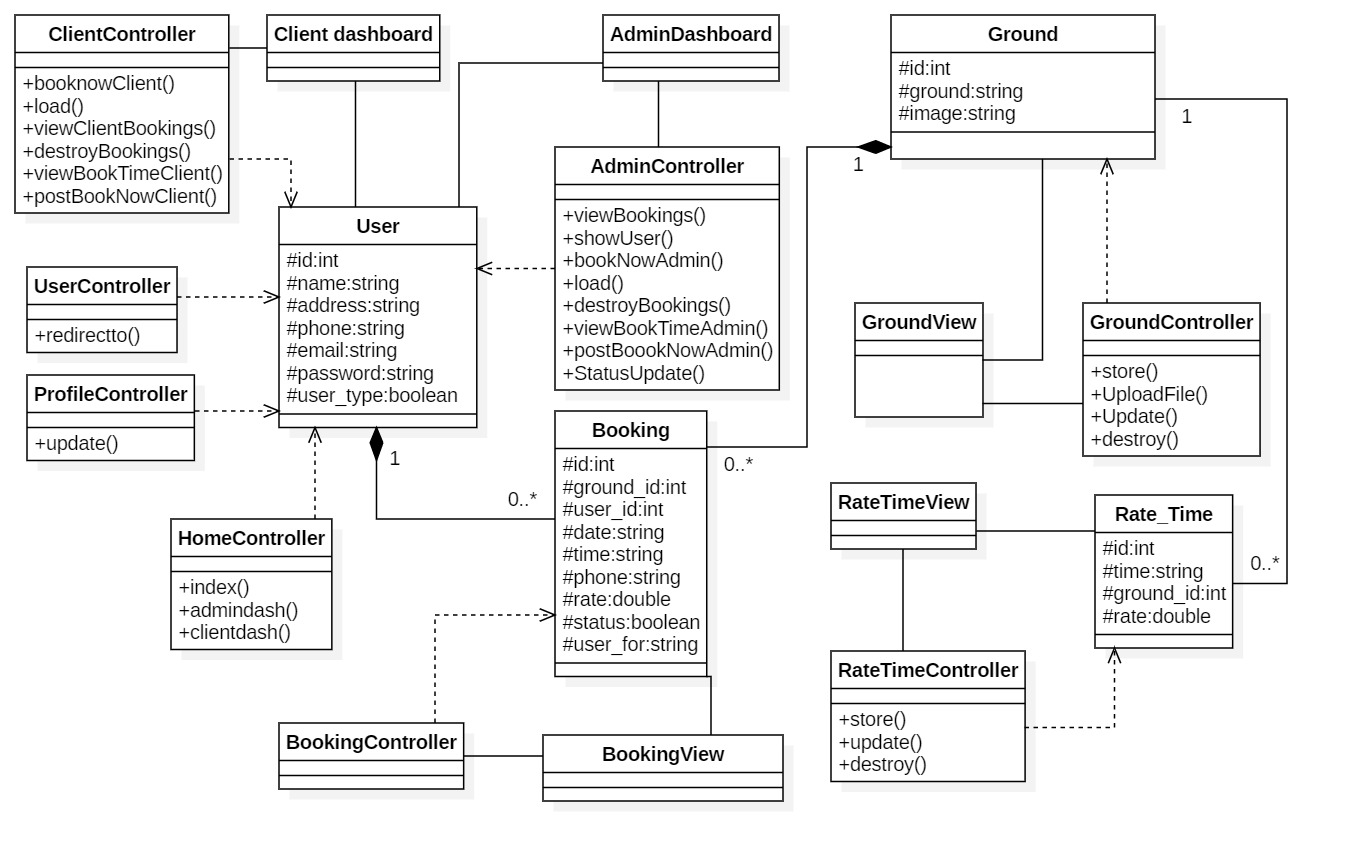 ClientController
+booknowClient()
+load()
+viewClientBookings()
+destroyBookings()
+viewBookTimeClient()
+postBookNowClient()
Client dashboard
AdminDashboard
Ground
#id:int
#ground:string
#image:string
1
1
AdminController
+viewBookings()
+showUser()
+bookNowAdmin()
+load()
+destroyBookings()
+viewBookTimeAdmin()
+postBoookNowAdmin()
+StatusUpdate()
User
#id:int
#name:string
#address:string
#phone:string
#email:string
#password:string
#user_type:boolean
UserController
+redirectto()
ProfileController
+update()
GroundView
GroundController
+store()
+UploadFile()
+Update()
+destroy()
1
0..*
Booking
#id:int
#ground_id:int
#user_id:int
#date:string
#time:string
#phone:string
#rate:double
#status:boolean
#user_for:string
0..*
HomeController
+index()
+admindash()
+clientdash()
RateTimeView
Rate_Time
#id:int
#time:string
#ground_id:int
#rate:double
0..*
RateTimeController
+store()
+update()
+destroy()
BookingController
BookingView